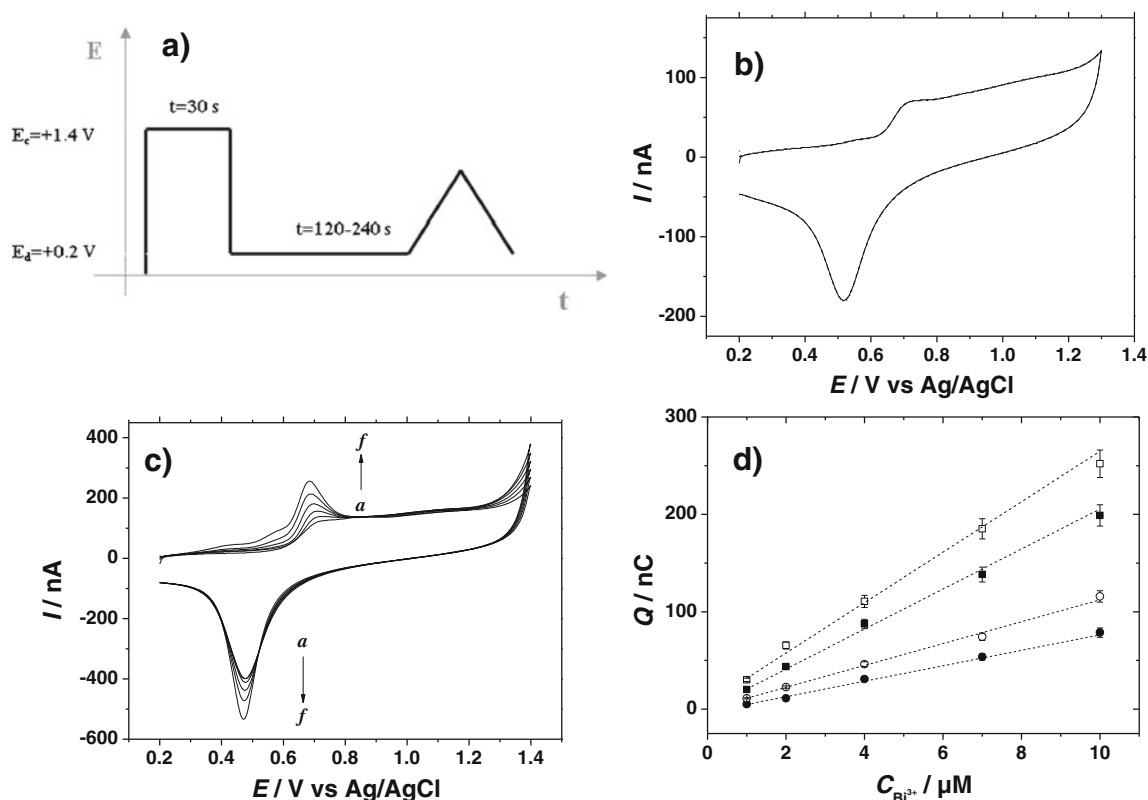 a)
E
t=30 s
E_c=+1.4 V
t=120-240 s
E_d=+0.2 V
t
b)
100
0
-100
-200
I / nA
0.2 0.4 0.6 0.8 1.0 1.2 1.4
E / V vs Ag/AgCl
c)
400
200
0
-200
-400
-600
I / nA
f
a
a
f
0.2 0.4 0.6 0.8 1.0 1.2 1.4
E / V vs Ag/AgCl
d)
300
200
100
0
Q / nC
0 2 4 6 8 10
C_Bi³⁺ / µM